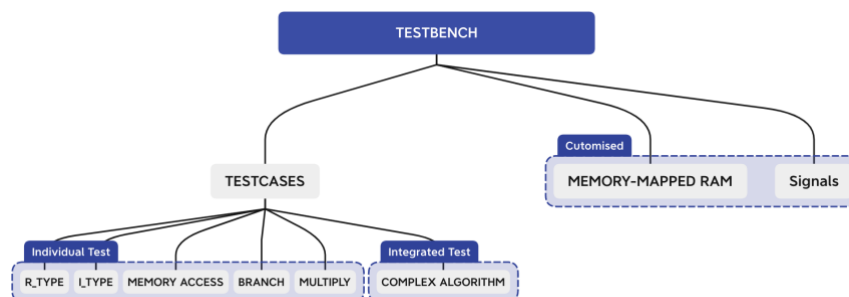 TESTBENCH
Cutomised
TESTCASES
MEMORY-MAPPED RAM
Signals
Individual Test
Integrated Test
R_TYPE
I_TYPE
MEMORY ACCESS
BRANCH
MULTIPLY
COMPLEX ALGORITHM